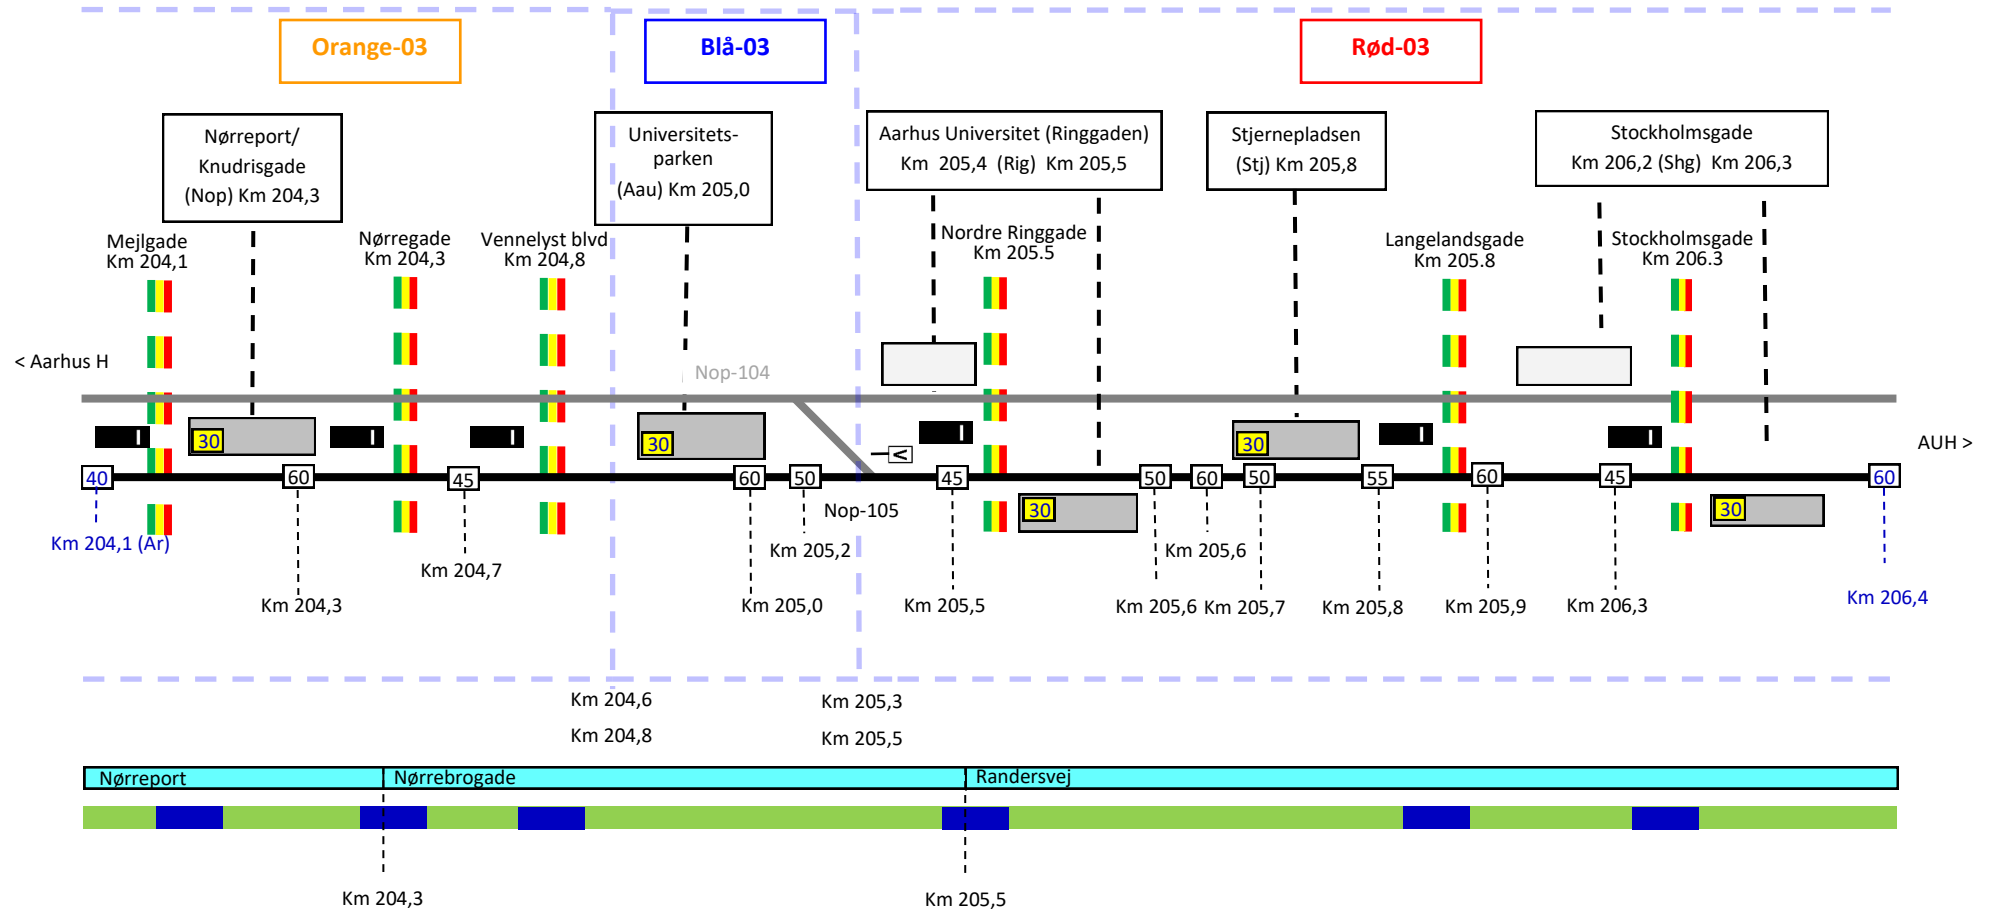 Orange-03
Blå-03
Rød-03
Nørreport/
Knudrisgade
(Nop) Km 204,3
Universitets-
parken
(Aau) Km 205,0
Aarhus Universitet (Ringgaden)
Km 205,4 (Rig) Km 205,5
Stjernepladsen
(Stj) Km 205,8
Stockholmsgade
Km 206,2 (Shg) Km 206,3
Mejlgade
Km 204,1
Nørregade
Km 204,3
Vennelyst blvd
Km 204,8
Nordre Ringgade
Km 205.5
Langelandsgade
Km 205.8
Stockholmsgade
Km 206.3
< Aarhus H
Nop-104
AUH >
30
30
30
V
40
60
45
60
50
45
50
60
50
55
60
45
60
30
30
Nop-105
Km 204,1 (Ar)
Km 204,7
Km 205,2
Km 205,6
Km 204,3
Km 205,0
Km 205,5
Km 205,6
Km 205,7
Km 205,8
Km 205,9
Km 206,3
Km 206,4
Km 204,6
Km 205,3
Km 204,8
Km 205,5
Nørreport
Nørrebrogade
Randersvej
Km 204,3
Km 205,5